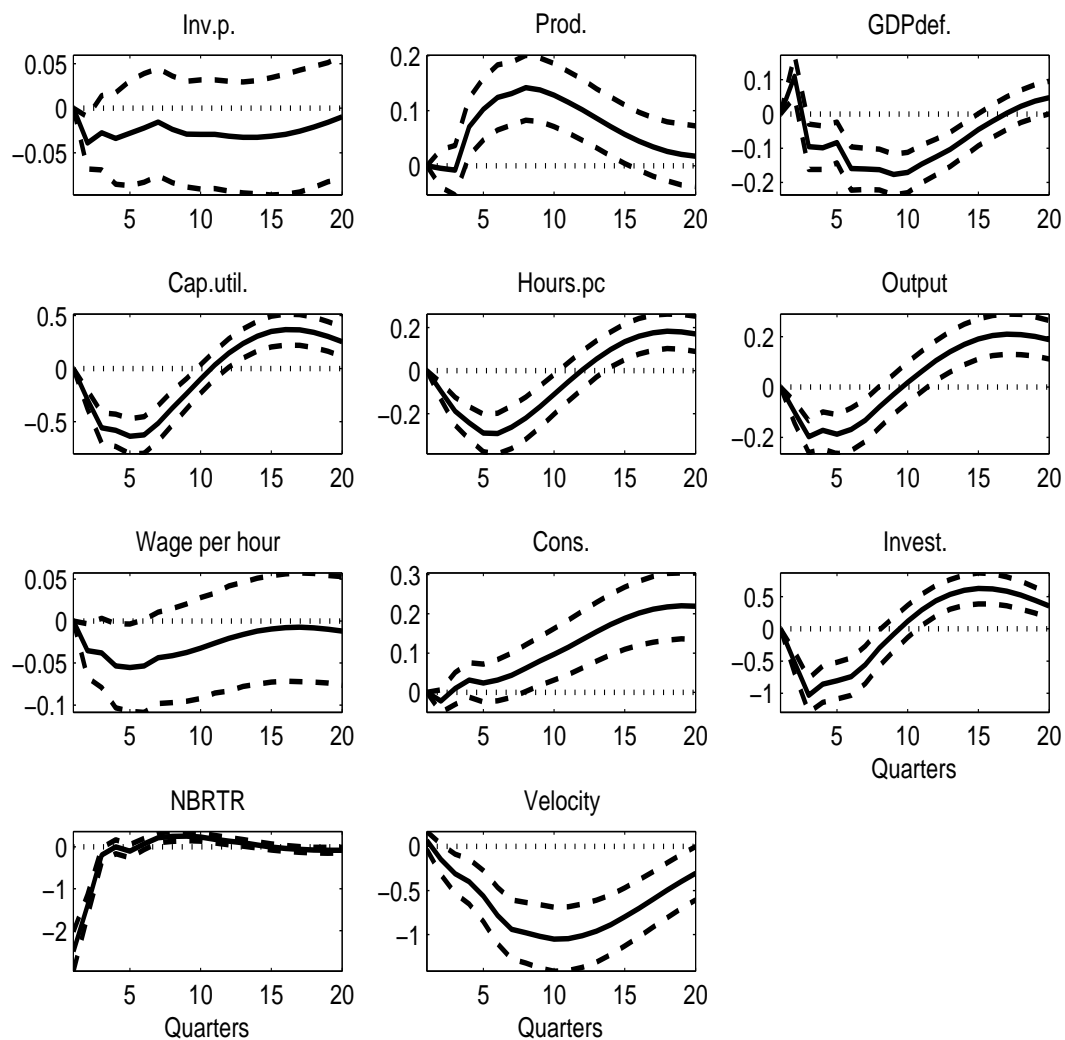 Inv.p.
0.05
0
−0.05
5 10 15 20
Prod.
0.2
0.1
0
5 10 15 20
GDPdef.
0.1
0
−0.1
−0.2
5 10 15 20
Cap.util.
0.5
0
−0.5
5 10 15 20
Hours.pc
0.2
0
−0.2
5 10 15 20
Output
0.2
0
−0.2
5 10 15 20
Wage per hour
0.05
0
−0.05
−0.1
5 10 15 20
Cons.
0.3
0.2
0.1
0
5 10 15 20
Invest.
0.5
0
−0.5
−1
5 10 15 20
Quarters
NBRTR
0
−1
−2
5 10 15 20
Quarters
Velocity
0
−0.5
−1
5 10 15 20
Quarters